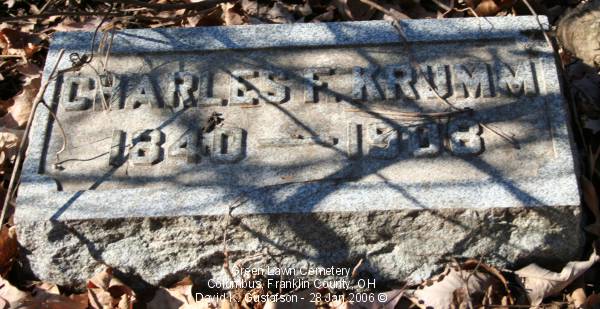 CHARLES F. KRUMM
1840 — 1908
Green Lawn Cemetery
Columbus, Franklin County, OH
David K. Gustafson - 28 Jan 2006 ©